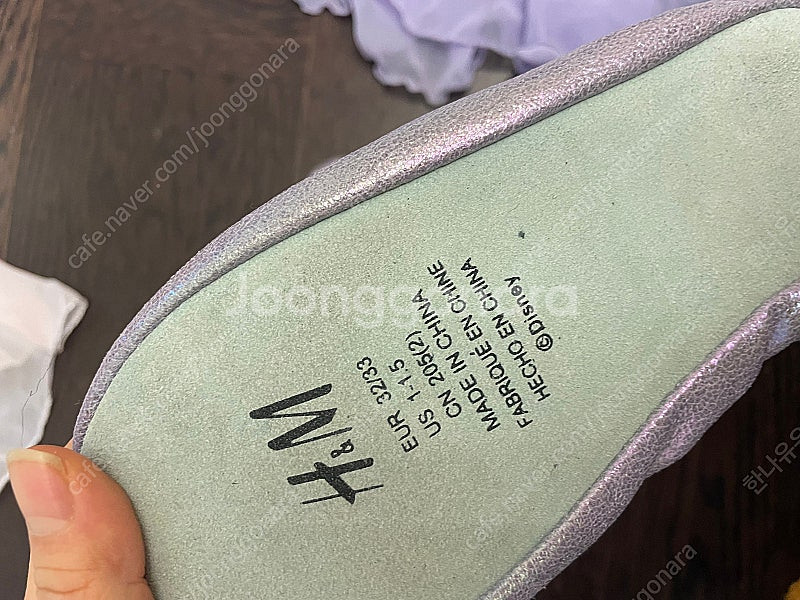 H&M
EUR 32/33
US 1-1.5
CN 205(2)
MADE IN CHINA
FABRIQUÉ EN CHINE
HECHO EN CHINA
©Disney
Joonggonara
cafe.naver.com/joonggonara